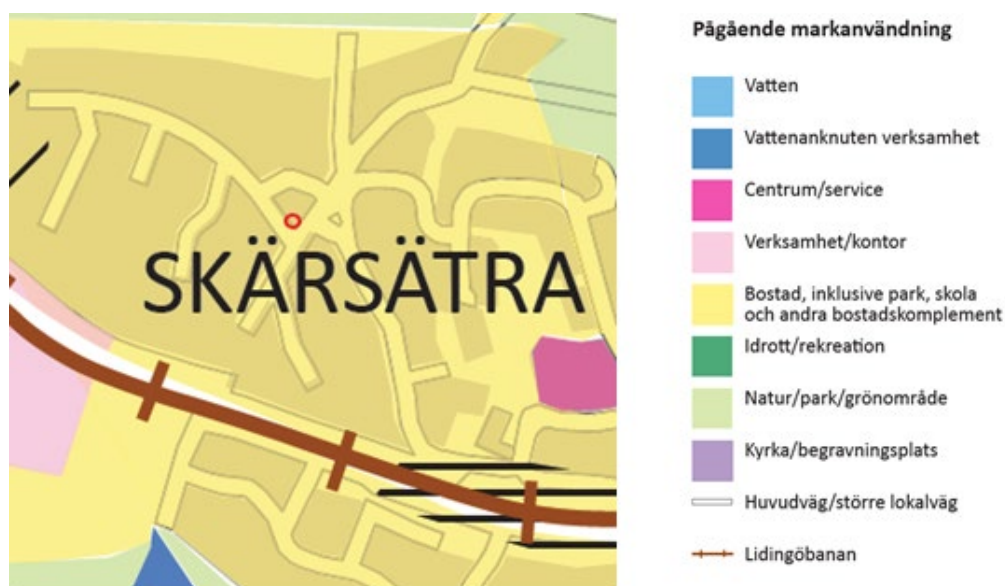 SKÄRSÄTRA
Pågående markanvändning
Vatten
Vattenanknuten verksamhet
Centrum/service
Verksamhet/kontor
Bostad, inklusive park, skola
och andra bostadskomplement
Idrott/rekreation
Natur/park/grönområde
Kyrka/begravningsplats
Huvudväg/större lokalväg
Lidingöbanan